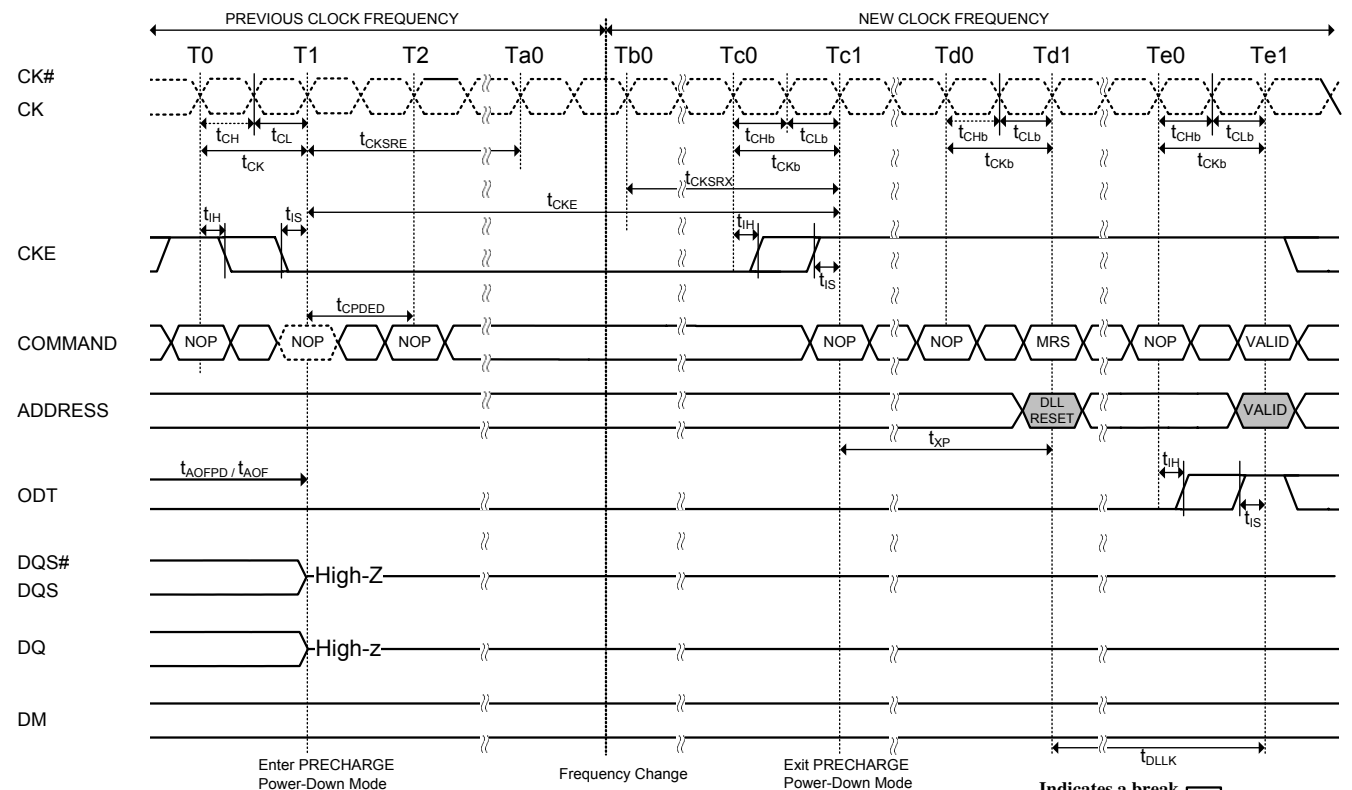 PREVIOUS CLOCK FREQUENCY NEW CLOCK FREQUENCY
T0 T1 T2 Ta0 Tb0 Tc0 Tc1 Td0 Td1 Te0 Te1
CK#
CK
tCH tCL tCKSRE tCHb tCLb tCHb tCLb tCHb tCLb
tCK tCKb tCKb tCKb
tCKSRX
tCKE
tIH tIS tIH
CKE
tIS
tCPDED
COMMAND NOP NOP NOP NOP NOP MRS NOP VALID
ADDRESS DLL RESET VALID
tXP
tAOFPD / tAOF tIH
ODT
tIS
DQS#
DQS High-Z
DQ High-z
DM
tDLLK
Enter PRECHARGE
Power-Down Mode
Frequency Change
Exit PRECHARGE
Power-Down Mode
Indicates a break